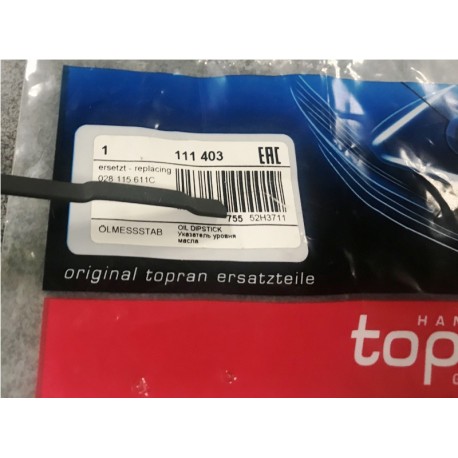 1 111 403 EAC
ersetzt - replacing
028 115 611C
755 52H3711
ÖLMESSSTAB OIL DIPSTICK
Указатель уровня
масла
original topran ersatzteile
HAM
top